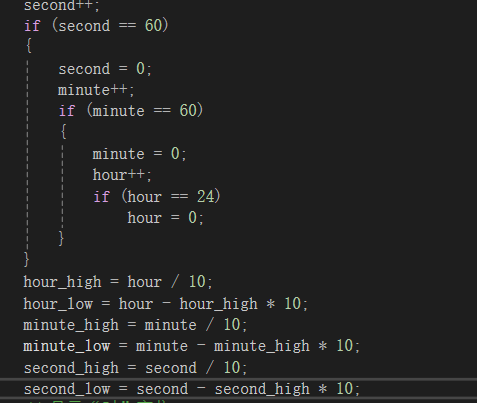 second++;
if (second == 60)
{
second = 0;
minute++;
if (minute == 60)
{
minute = 0;
hour++;
if (hour == 24)
hour = 0;
}
}
hour_high = hour / 10;
hour_low = hour - hour_high * 10;
minute_high = minute / 10;
minute_low = minute - minute_high * 10;
second_high = second / 10;
second_low = second - second_high * 10;